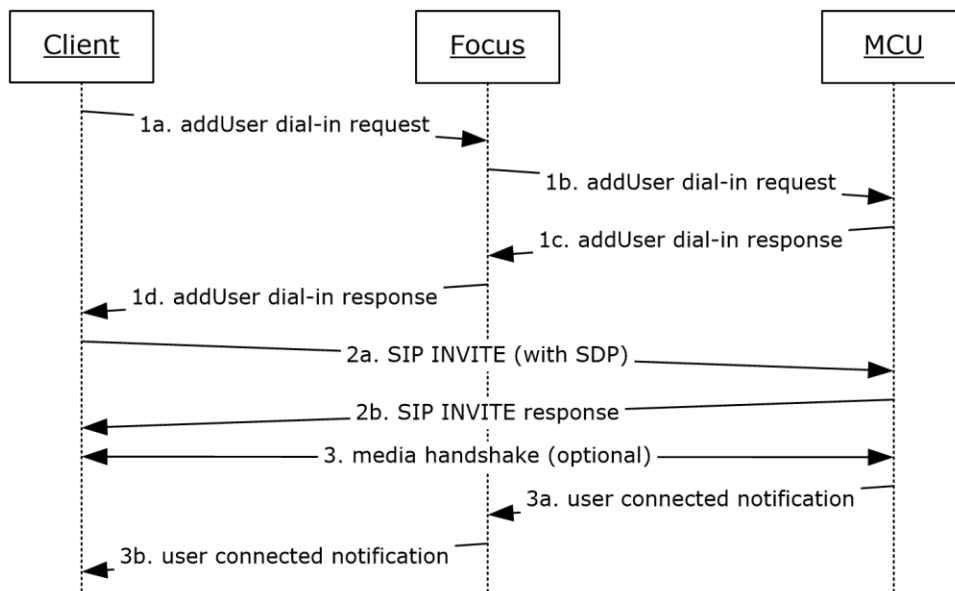 Client
Focus
MCU
1a. addUser dial-in request
1b. addUser dial-in request
1c. addUser dial-in response
1d. addUser dial-in response
2a. SIP INVITE (with SDP)
2b. SIP INVITE response
3. media handshake (optional)
3a. user connected notification
3b. user connected notification